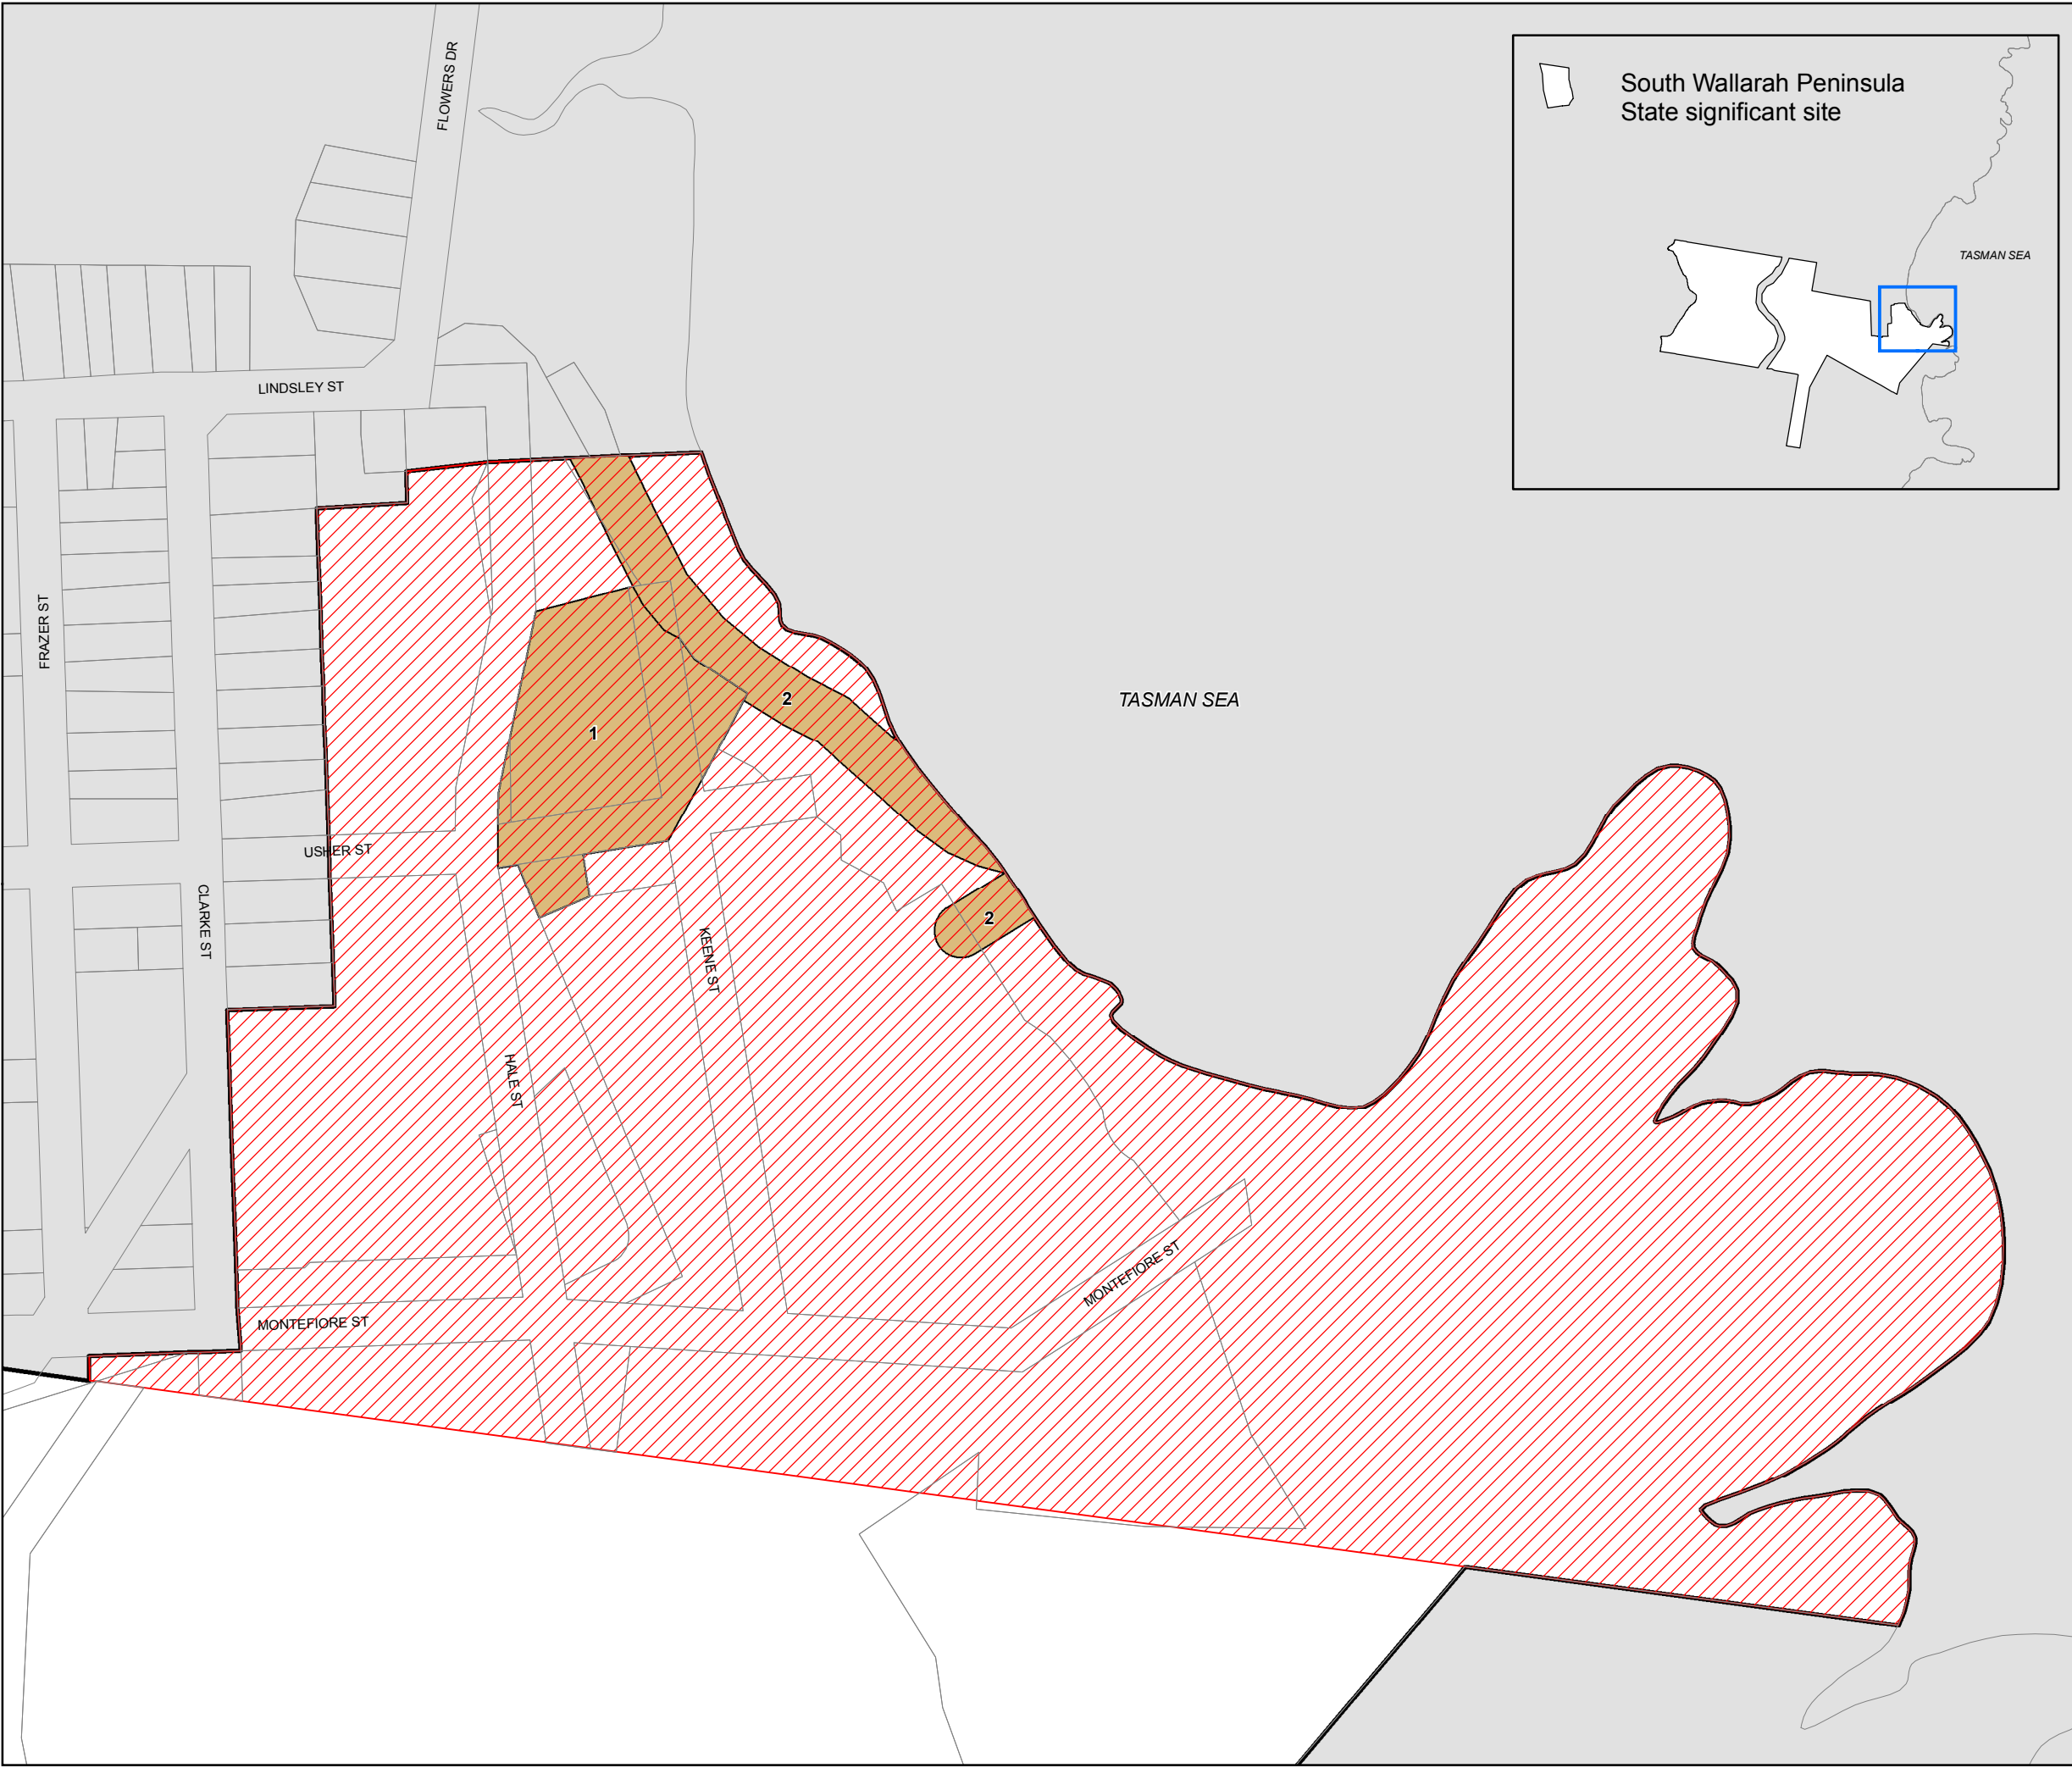 FLOWERS DR
South Wallarah Peninsula
State significant site
TASMAN SEA
LINDSLEY ST
FRAZER ST
TASMAN SEA
2
1
USHER ST
CLARKE ST
2
KEENE ST
HALE ST
MONTEFIORE ST
MONTEFIORE ST